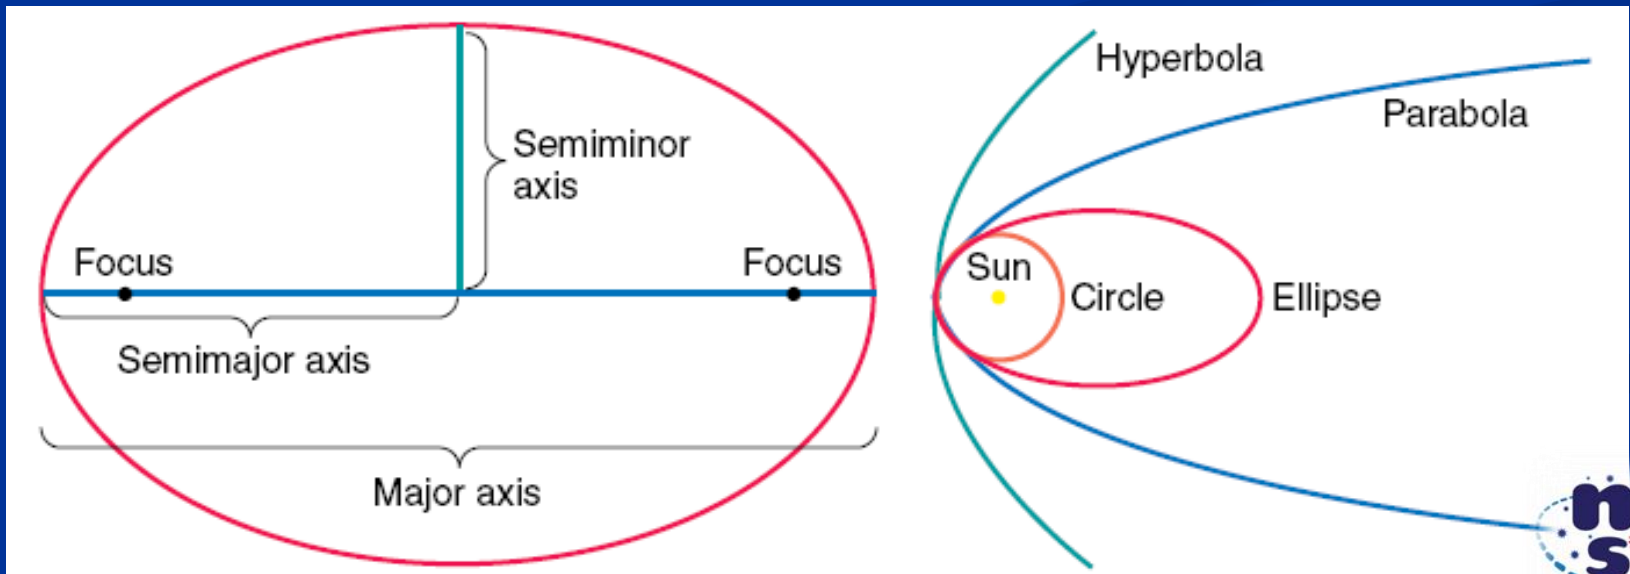 Semiminor
axis
Focus
Focus
Semimajor axis
Major axis
Hyperbola
Parabola
Sun
Circle
Ellipse
n
s